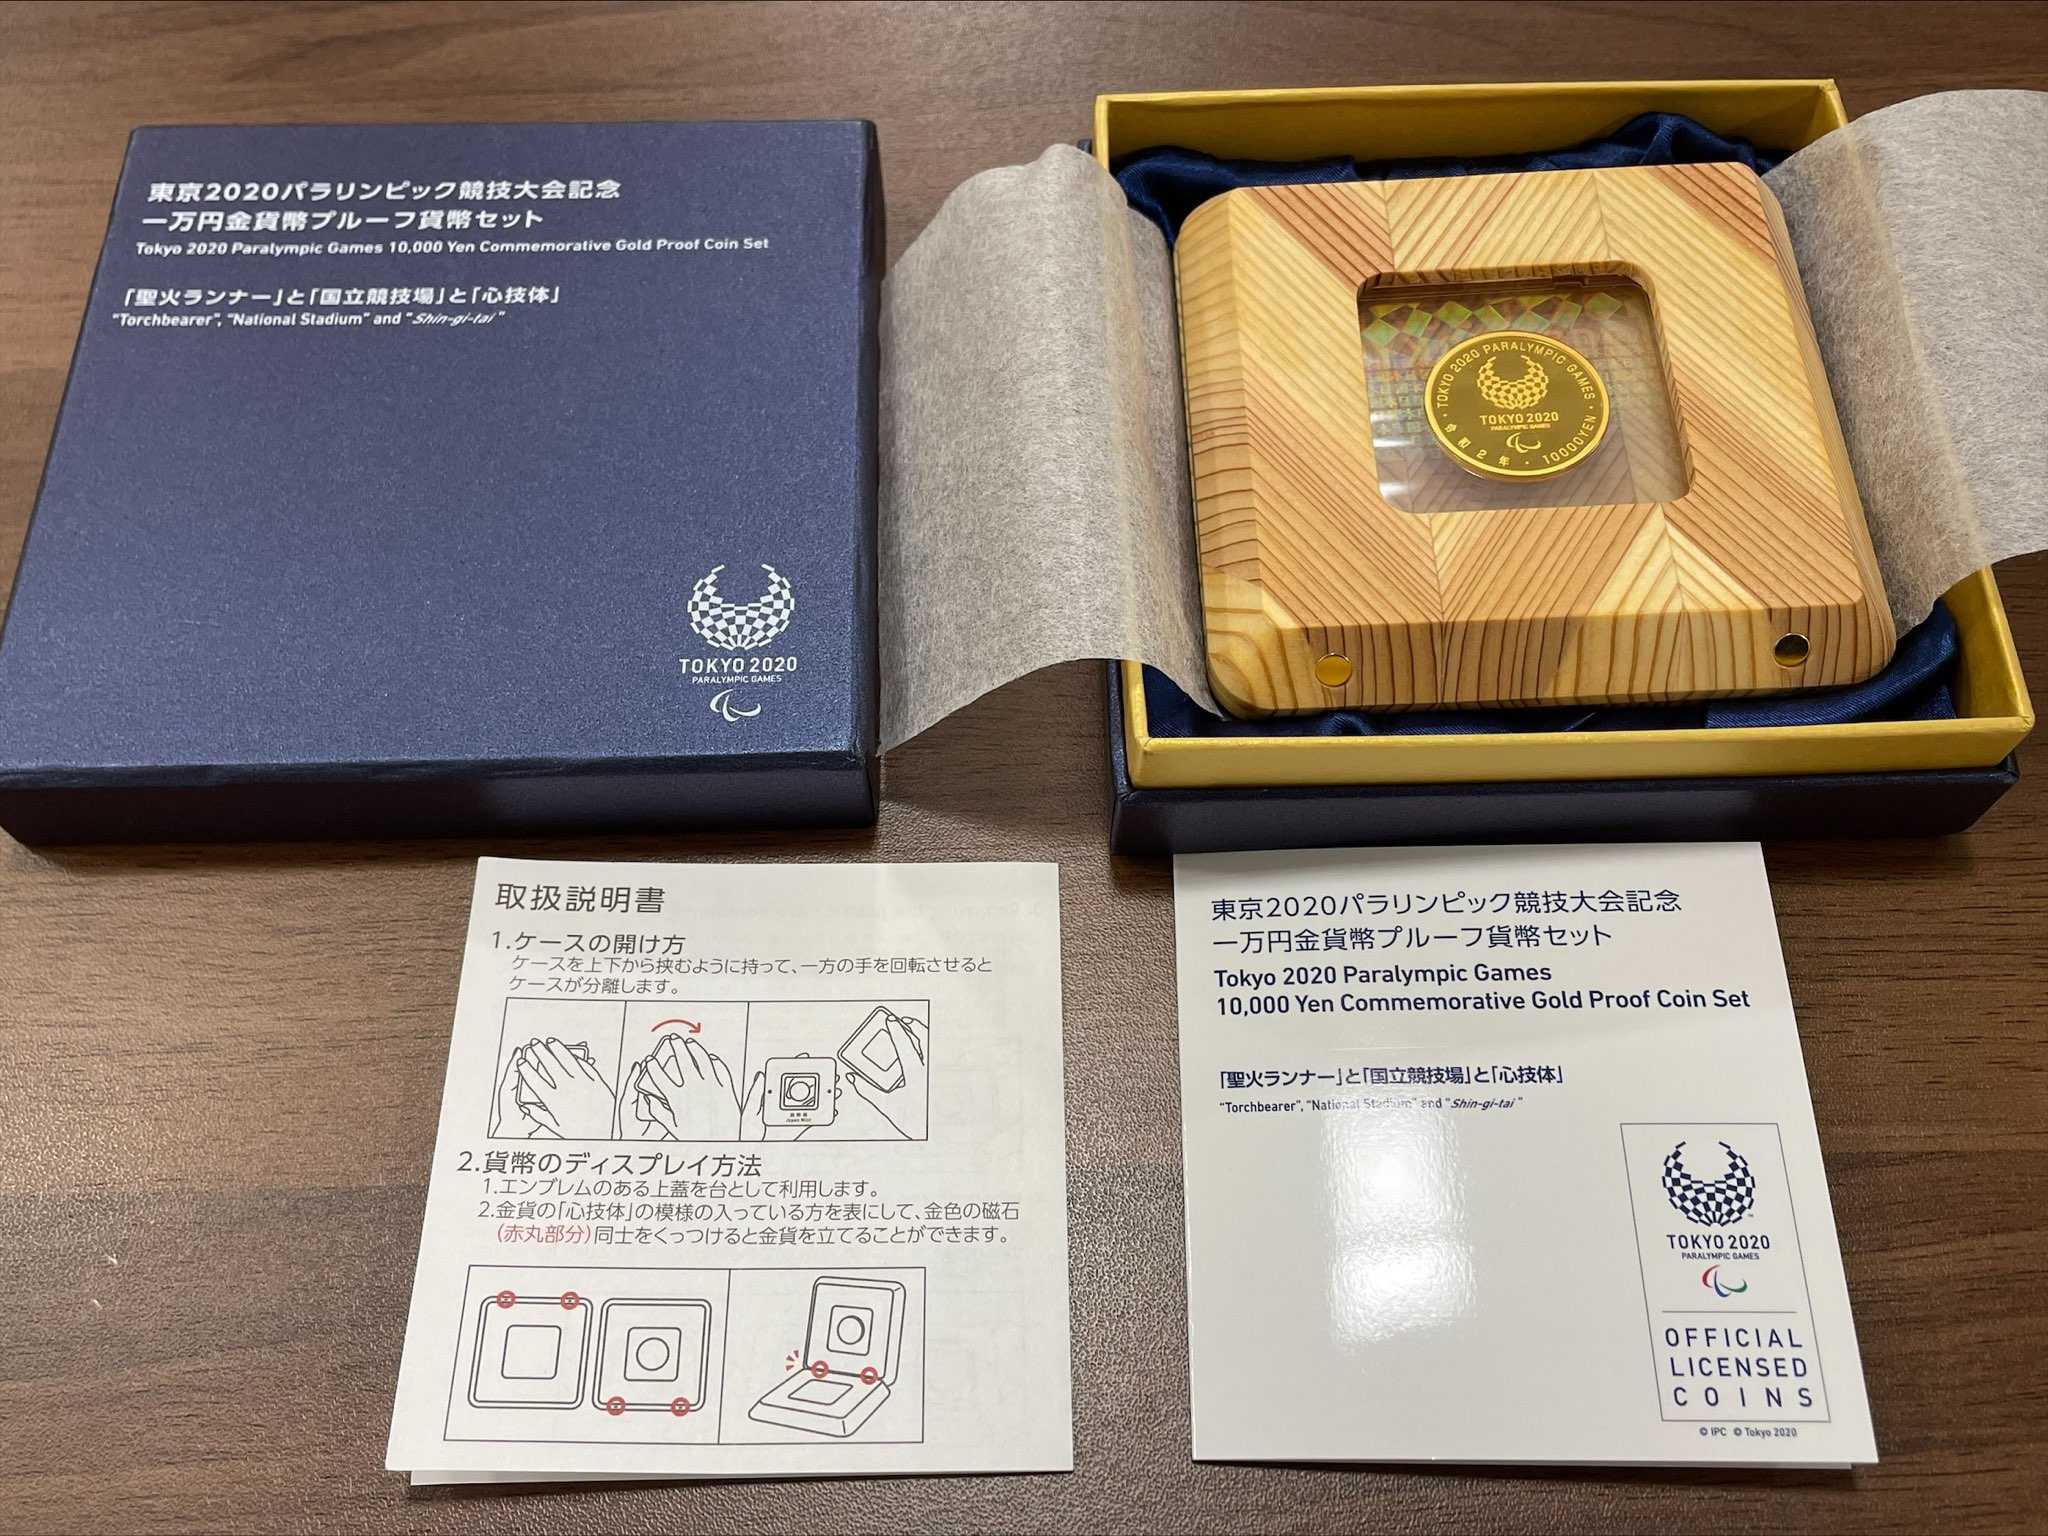 東京2020パラリンピック競技大会記念
一万円金貨幣プルーフ貨幣セット
Tokyo 2020 Paralympic Games 10,000 Yen Commemorative Gold Proof Coin Set
「聖火ランナー」と「国立競技場」と「心技体」
"Torchbearer", "National Stadium" and "Shin-gi-tai"
TOKYO 2020
PARALYMPIC GAMES
・TOKYO 2020 PARALYMPIC GAMES・
TOKYO 2020
PARALYMPIC GAMES
令和2年・10000YEN
取扱説明書
1.ケースの開け方
ケースを上下から挟むように持って、一方の手を回転させると
ケースが分離します。
造幣局
Japan Mint
2.貨幣のディスプレイ方法
1.エンブレムのある上蓋を台として利用します。
2.金貨の「心技体」の模様の入っている方を表にして、金色の磁石
(赤丸部分)同士をくっつけると金貨を立てることができます。
東京2020パラリンピック競技大会記念
一万円金貨幣プルーフ貨幣セット
Tokyo 2020 Paralympic Games
10,000 Yen Commemorative Gold Proof Coin Set
「聖火ランナー」と「国立競技場」と「心技体」
"Torchbearer", "National Stadium" and "Shin-gi-tai"
TOKYO 2020
PARALYMPIC GAMES
OFFICIAL
LICENSED
COINS
© IPC © Tokyo 2020